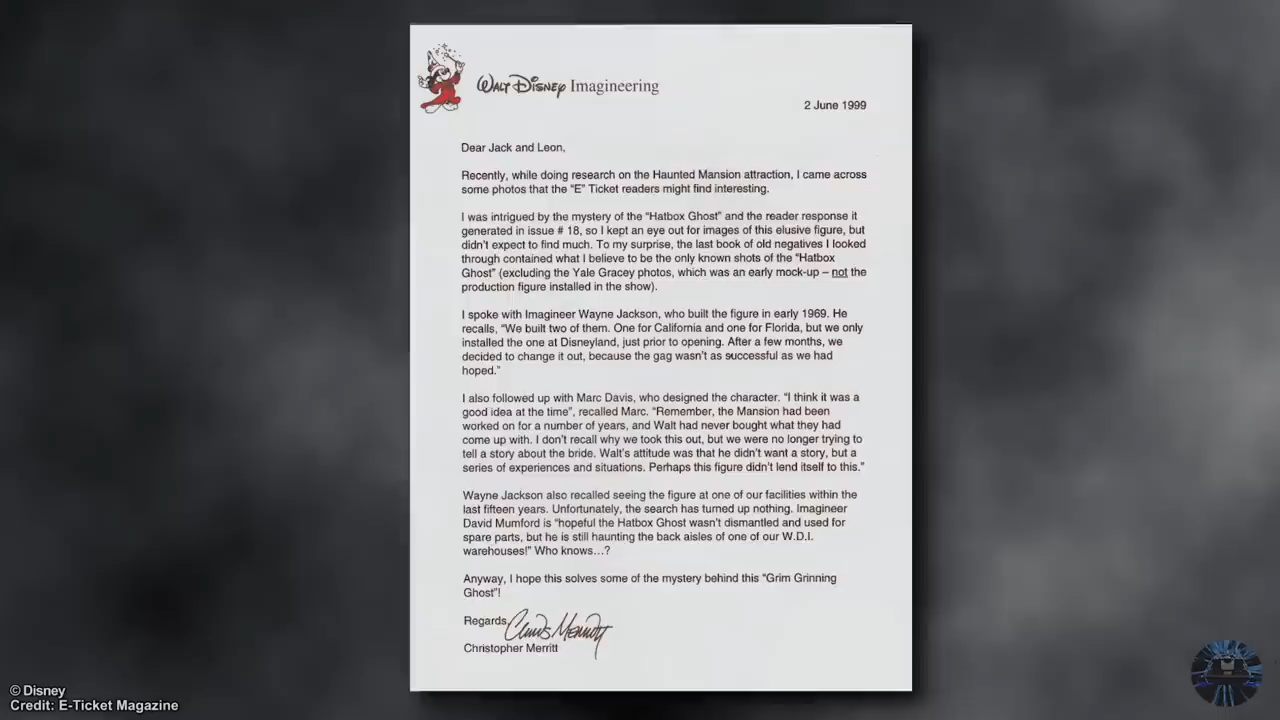 WALT DISNEY Imagineering
2 June 1999
Dear Jack and Leon,
Recently, while doing research on the Haunted Mansion attraction, I came across
some photos that the "E" Ticket readers might find interesting.
I was intrigued by the mystery of the "Hatbox Ghost" and the reader response it
generated in issue # 18, so I kept an eye out for images of this elusive figure, but
didn't expect to find much. To my surprise, the last book of old negatives I looked
through contained what I believe to be the only known shots of the "Hatbox
Ghost" (excluding the Yale Gracey photos, which was an early mock-up – not the
production figure installed in the show).
I spoke with Imagineer Wayne Jackson, who built the figure in early 1969. He
recalls, "We built two of them. One for California and one for Florida, but we only
installed the one at Disneyland, just prior to opening. After a few months, we
decided to change it out, because the gag wasn't as successful as we had
hoped."
I also followed up with Marc Davis, who designed the character. "I think it was a
good idea at the time", recalled Marc. "Remember, the Mansion had been
worked on for a number of years, and Walt had never bought what they had
come up with. I don't recall why we took this out, but we were no longer trying to
tell a story about the bride. Walt's attitude was that he didn't want a story, but a
series of experiences and situations. Perhaps this figure didn't lend itself to this."
Wayne Jackson also recalled seeing the figure at one of our facilities within the
last fifteen years. Unfortunately, the search has turned up nothing. Imagineer
David Mumford is "hopeful the Hatbox Ghost wasn't dismantled and used for
spare parts, but he is still haunting the back aisles of one of our W.D.I.
warehouses!" Who knows…?
Anyway, I hope this solves some of the mystery behind this "Grim Grinning
Ghost"!
Regards,
Chris Merritt
Christopher Merritt
© Disney
Credit: E-Ticket Magazine